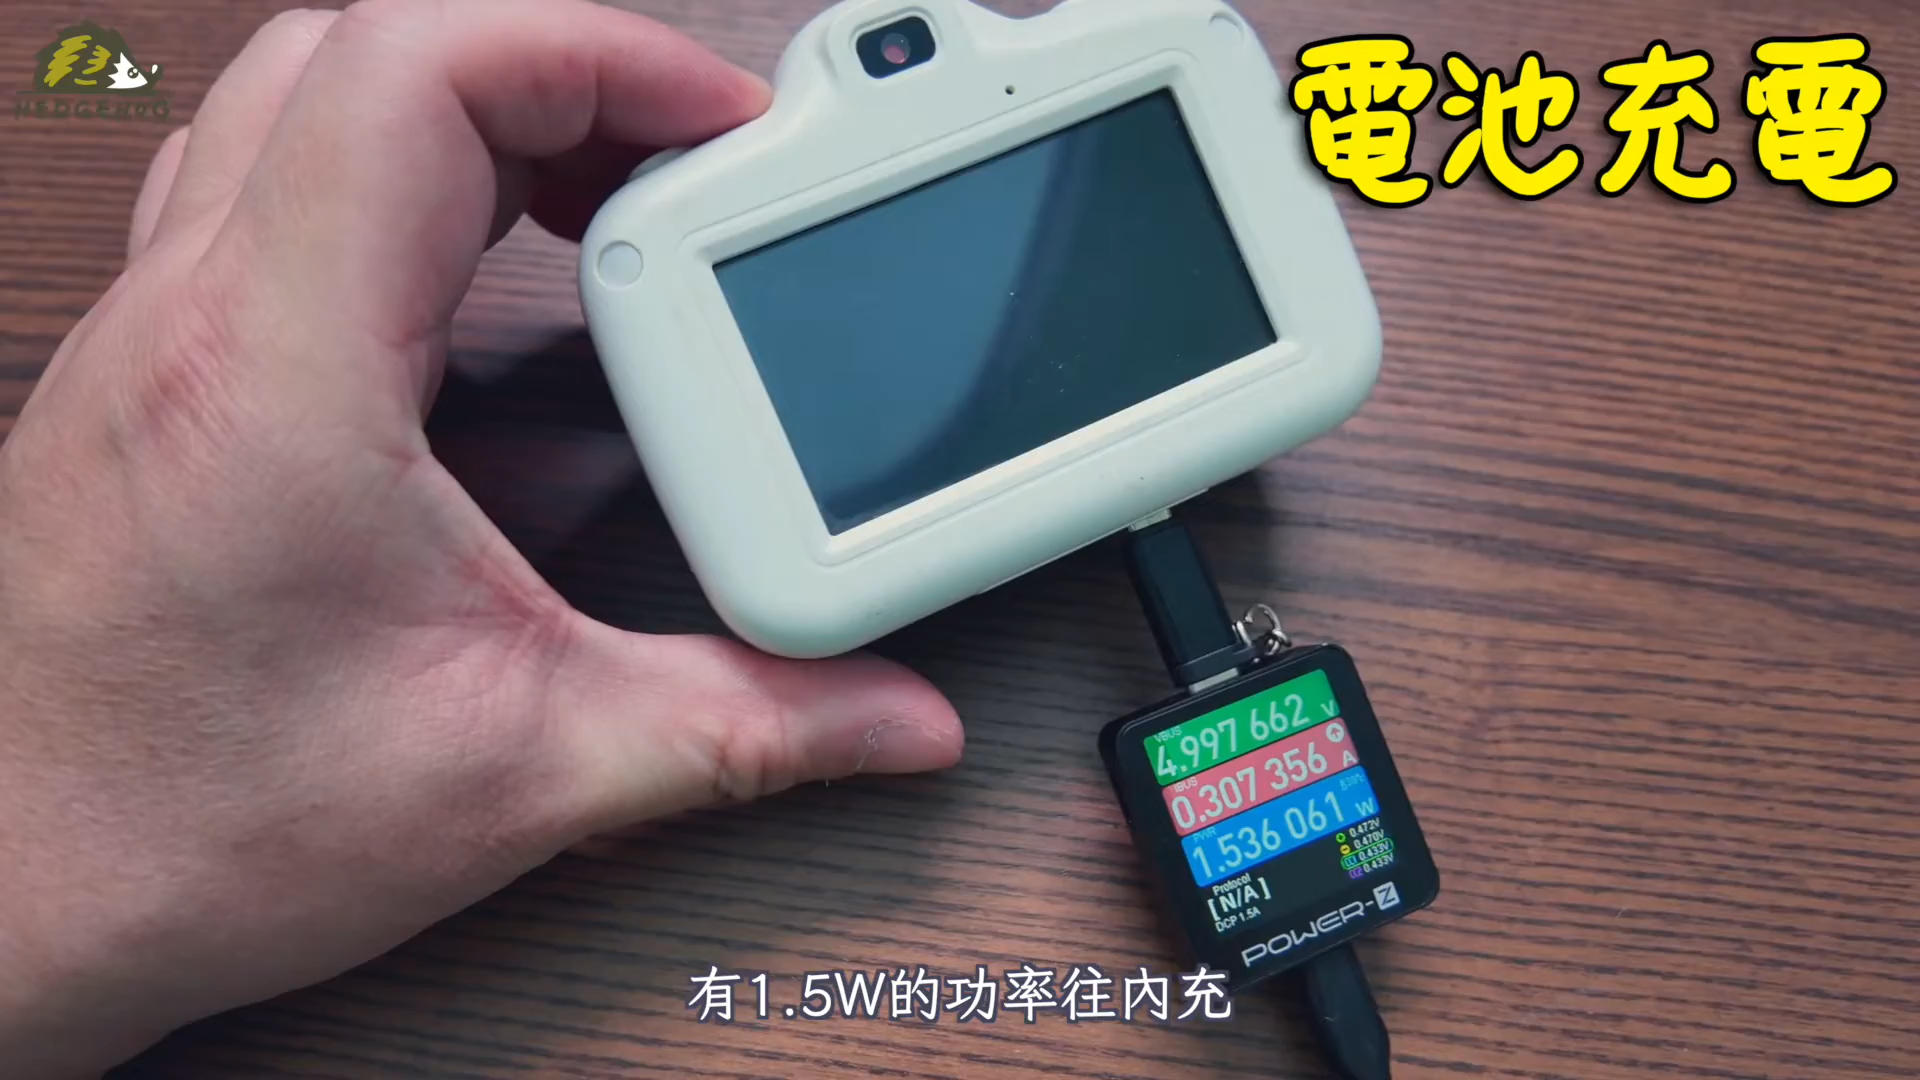 HEDGEHOG
電池充電
VBUS
4.997 662 V
IBUS
0.307 356 A
PWR
1.536 061 W
0.472V
0.470V
0.433V
0.433V
Protocol
[N/A]
DCP 1.5A
POWER-Z
有1.5W的功率往內充